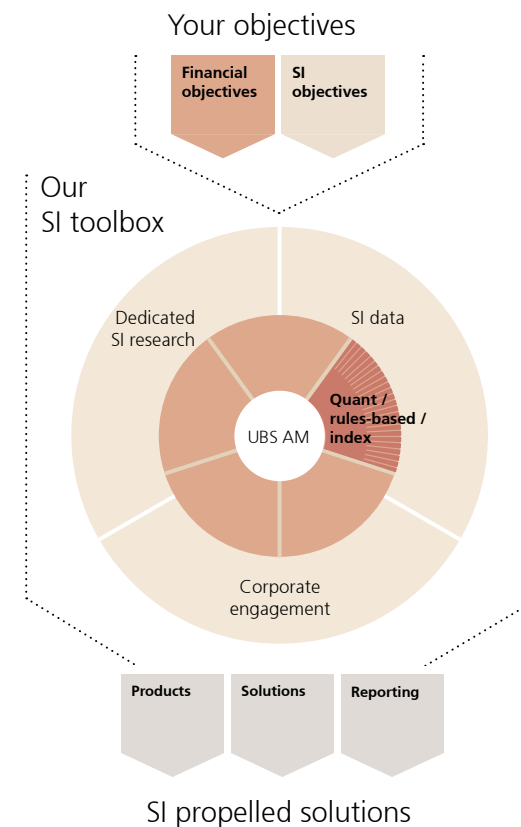 Your objectives
Financial
objectives
SI
objectives
Our
SI toolbox
Dedicated
SI research
SI data
Quant /
rules-based /
index
UBS AM
Corporate
engagement
Products
Solutions
Reporting
SI propelled solutions